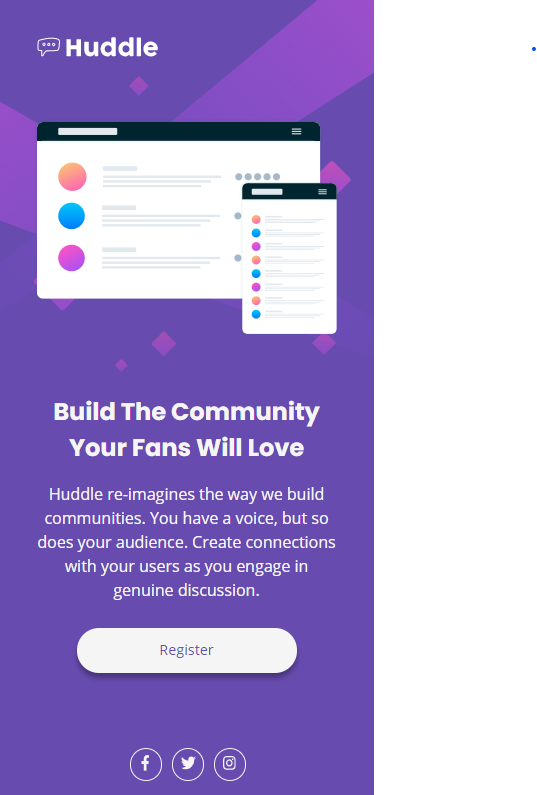 Huddle
Build The Community
Your Fans Will Love
Huddle re-imagines the way we build
communities. You have a voice, but so
does your audience. Create connections
with your users as you engage in
genuine discussion.
Register